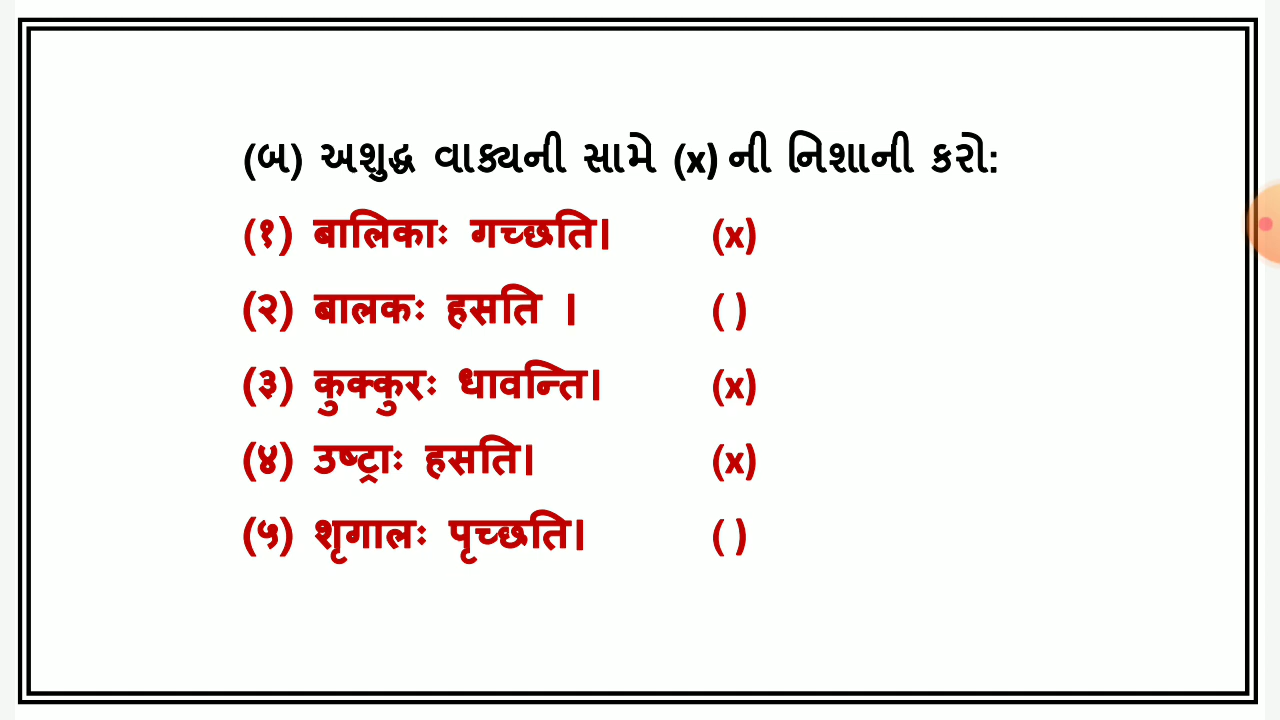 (બ) અશુદ્ધ વાક્યની સામે (x) ની નિશાની કરો:
(१) बालिकाः गच्छति। (x)
(२) बालकः हसति । ( )
(३) कुक्कुरः धावन्ति। (x)
(४) उष्ट्राः हसति। (x)
(५) शृगालः पृच्छति। ( )